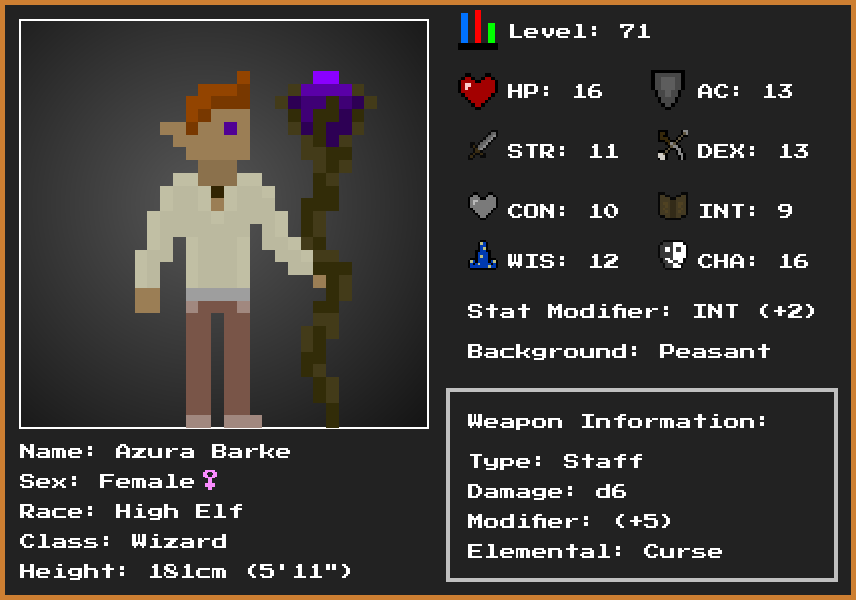 Level: 71
HP: 16
AC: 13
STR: 11
DEX: 13
CON: 10
INT: 9
WIS: 12
CHA: 16
Stat Modifier: INT (+2)
Background: Peasant
Name: Azura Barke
Sex: Female♀
Race: High Elf
Class: Wizard
Height: 181cm (5'11")
Weapon Information:
Type: Staff
Damage: d6
Modifier: (+5)
Elemental: Curse